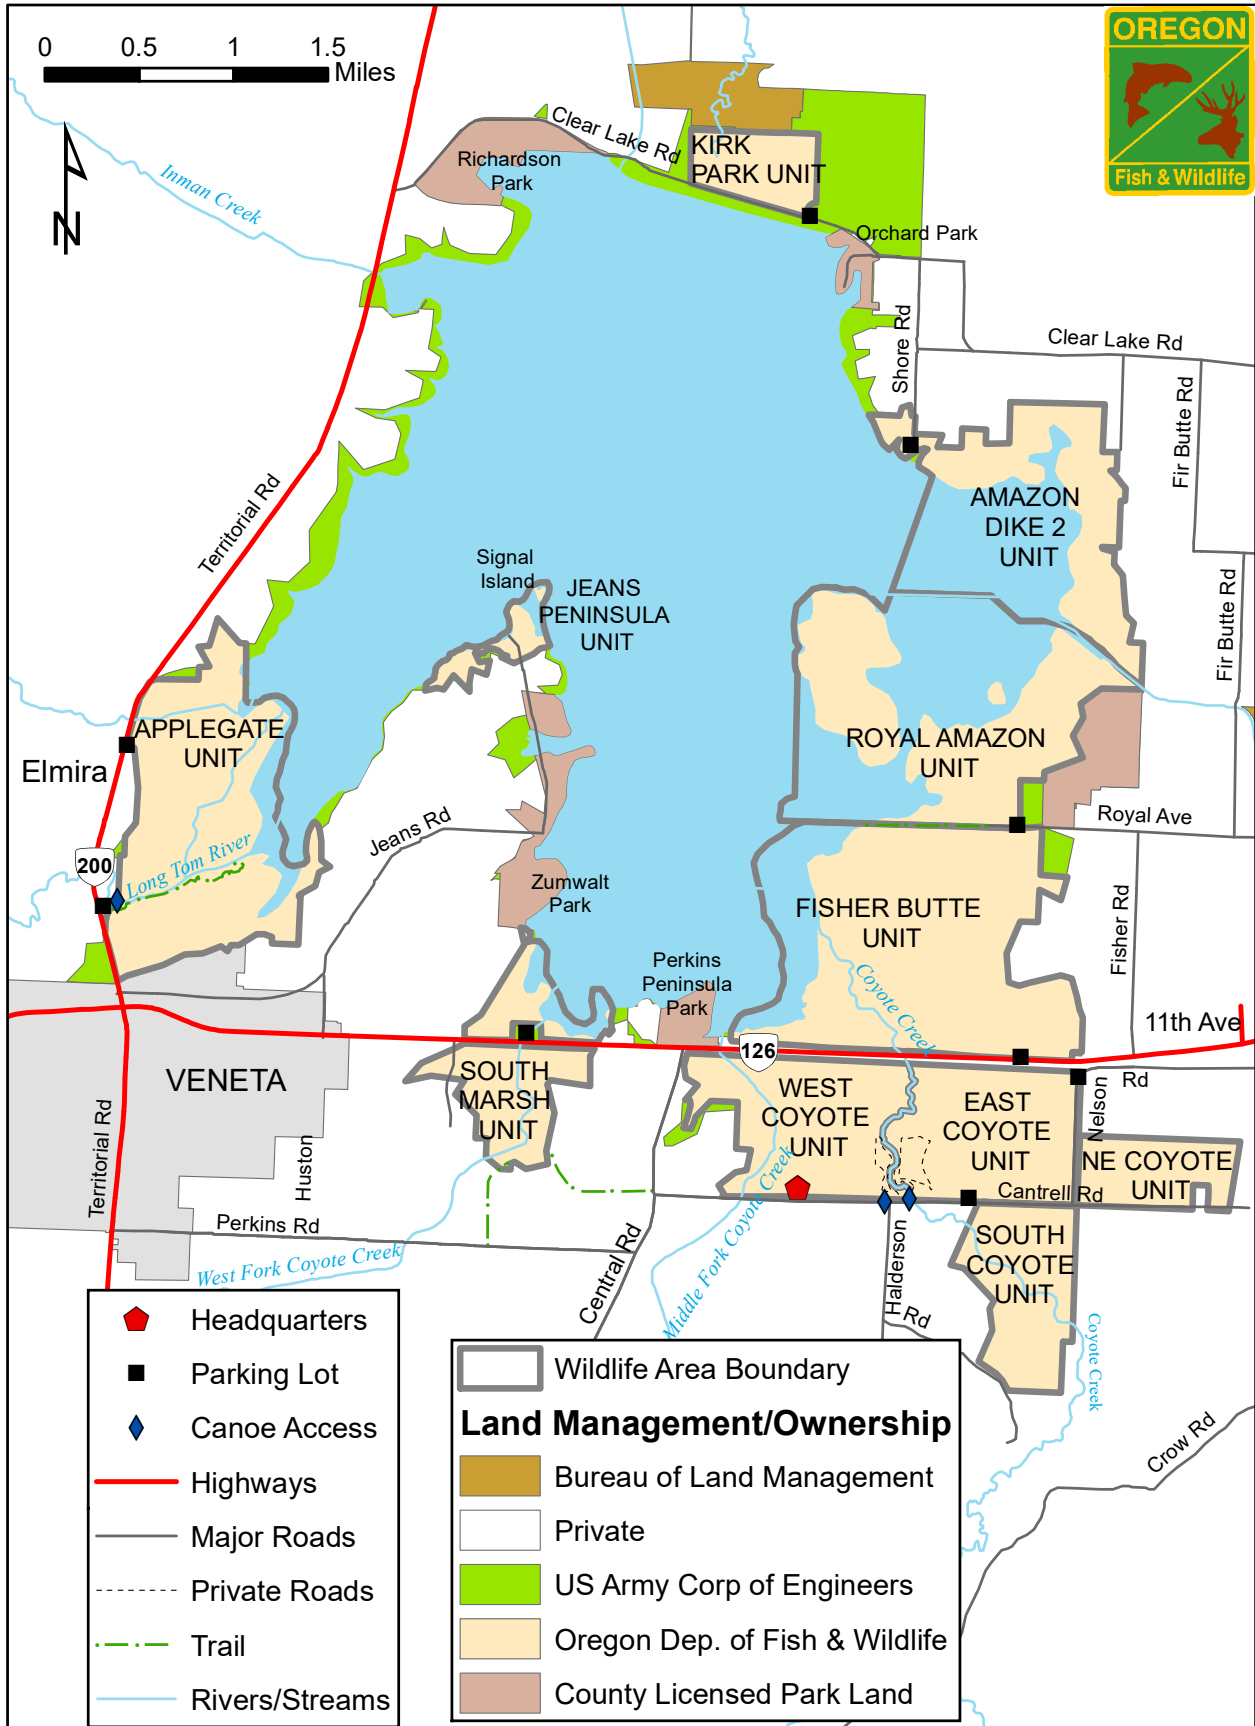 0 0.5 1 1.5
Miles
OREGON
Fish & Wildlife
N
Inman Creek
Richardson
Park
Clear Lake Rd
KIRK
PARK UNIT
Orchard Park
Shore Rd
Clear Lake Rd
Fir Butte Rd
Territorial Rd
AMAZON
DIKE 2
UNIT
Signal
Island
JEANS
PENINSULA
UNIT
Fir Butte Rd
APPLEGATE
UNIT
Elmira
ROYAL AMAZON
UNIT
Royal Ave
Jeans Rd
200
Long Tom River
Zumwalt
Park
FISHER BUTTE
UNIT
Fisher Rd
Perkins
Peninsula
Park
Coyote Creek
11th Ave
126
VENETA
SOUTH
MARSH
UNIT
WEST
COYOTE
UNIT
EAST
COYOTE
UNIT
Nelson
Rd
NE COYOTE
UNIT
Territorial Rd
Huston
Cantrell Rd
Perkins Rd
West Fork Coyote Creek
Central Rd
Middle Fork Coyote Creek
Halderson
Rd
SOUTH
COYOTE
UNIT
Coyote Creek
Crow Rd
Headquarters
Parking Lot
Canoe Access
Highways
Major Roads
Private Roads
Trail
Rivers/Streams
Wildlife Area Boundary
Land Management/Ownership
Bureau of Land Management
Private
US Army Corp of Engineers
Oregon Dep. of Fish & Wildlife
County Licensed Park Land